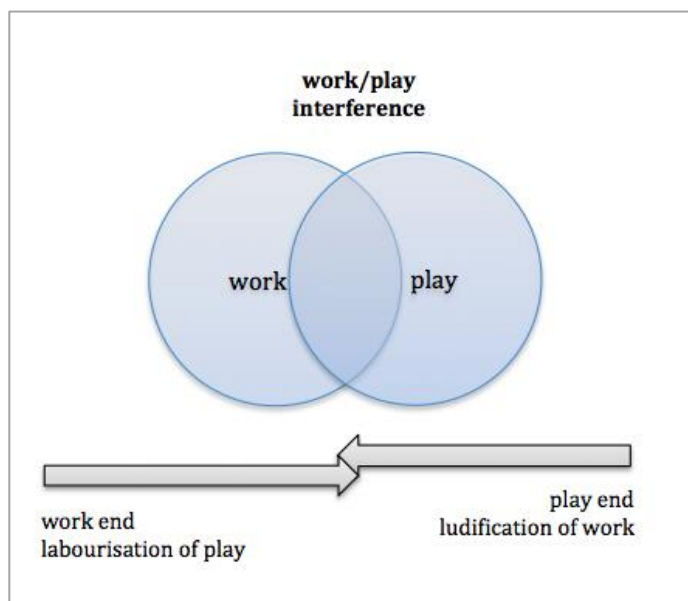 work/play
interference
work
play
work end
labourisation of play
play end
ludification of work